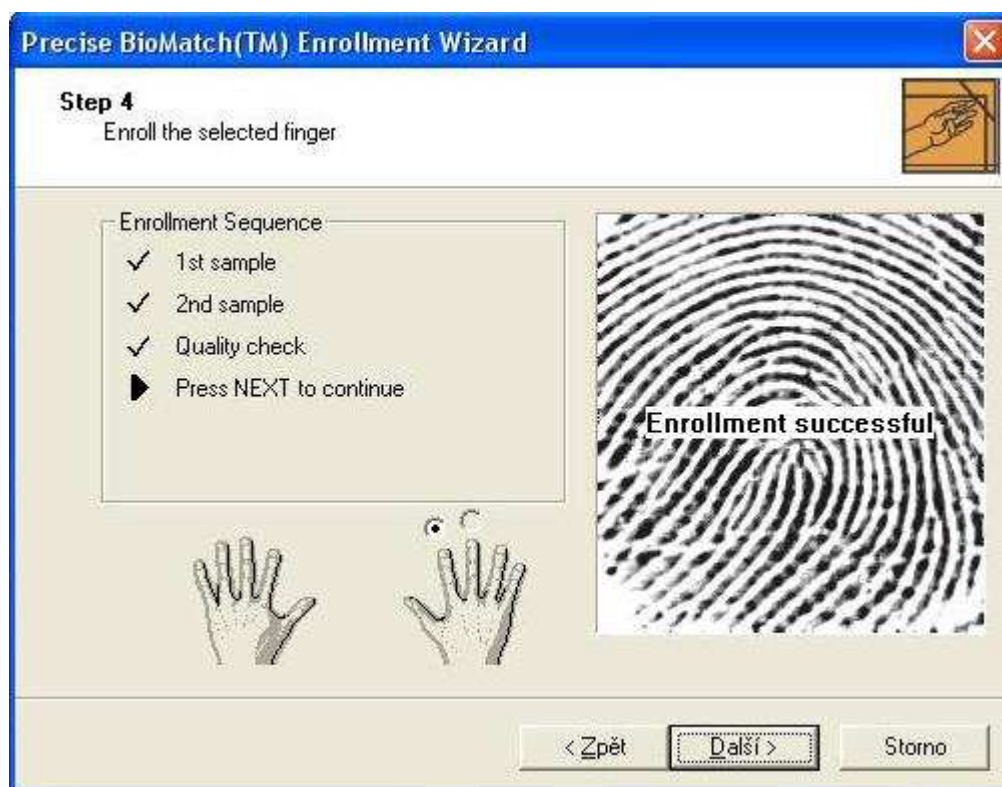 Precise BioMatch(TM) Enrollment Wizard
Step 4
Enroll the selected finger
Enrollment Sequence
1st sample
2nd sample
Quality check
Press NEXT to continue
Enrollment successful
< Zpět
Další >
Storno